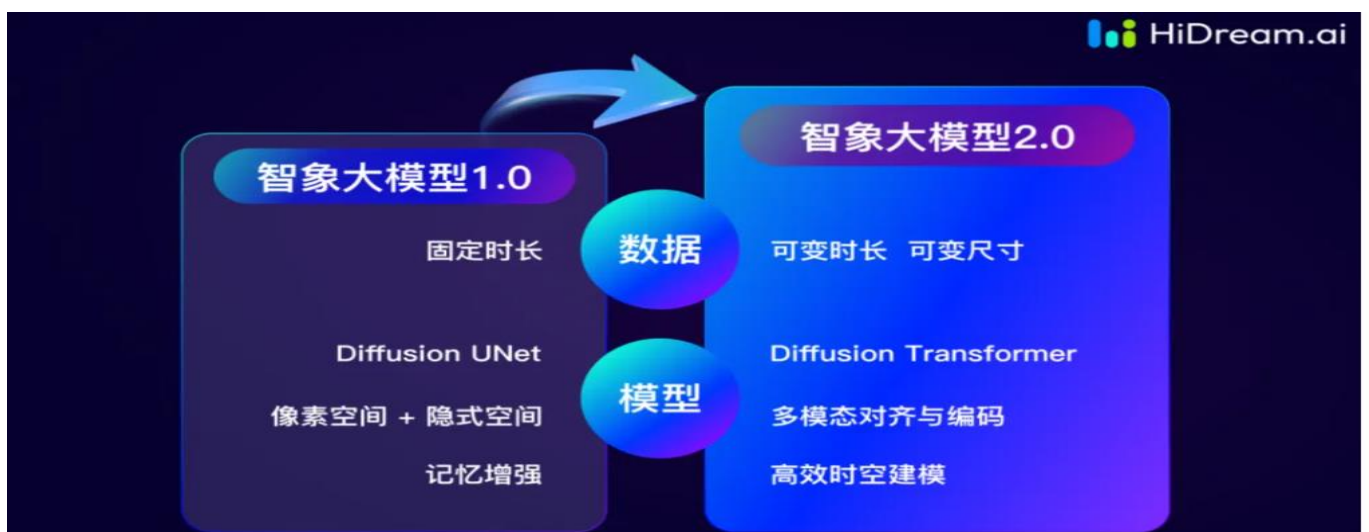 HiDream.ai
智象大模型2.0
智象大模型1.0
固定时长 数据 可变时长 可变尺寸
Diffusion UNet Diffusion Transformer
模型
像素空间 + 隐式空间 多模态对齐与编码
记忆增强 高效时空建模